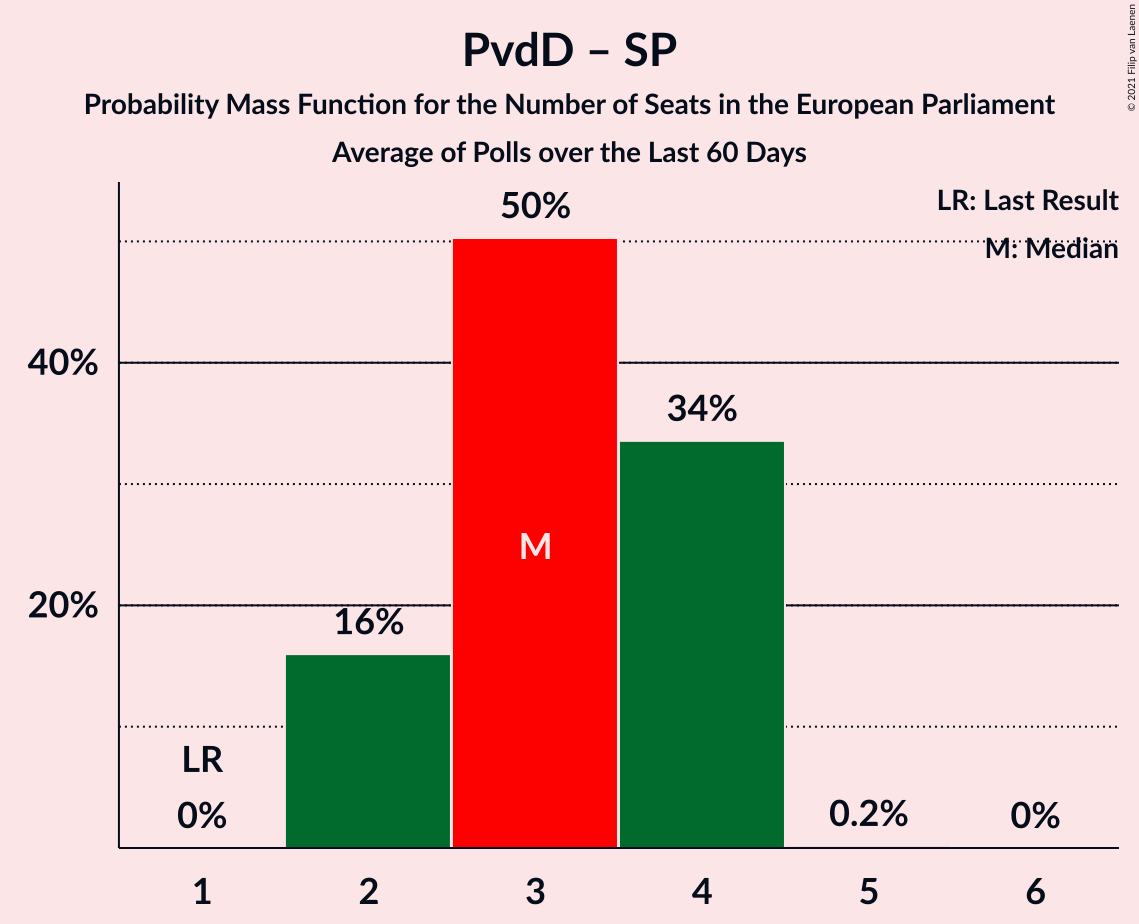 PvdD – SP
Probability Mass Function for the Number of Seats in the European Parliament
Average of Polls over the Last 60 Days
© 2021 Filip van Laenen
LR: Last Result
M: Median
50%
40%
34%
M
20%
16%
LR
0%
0.2%
0%
1 2 3 4 5 6